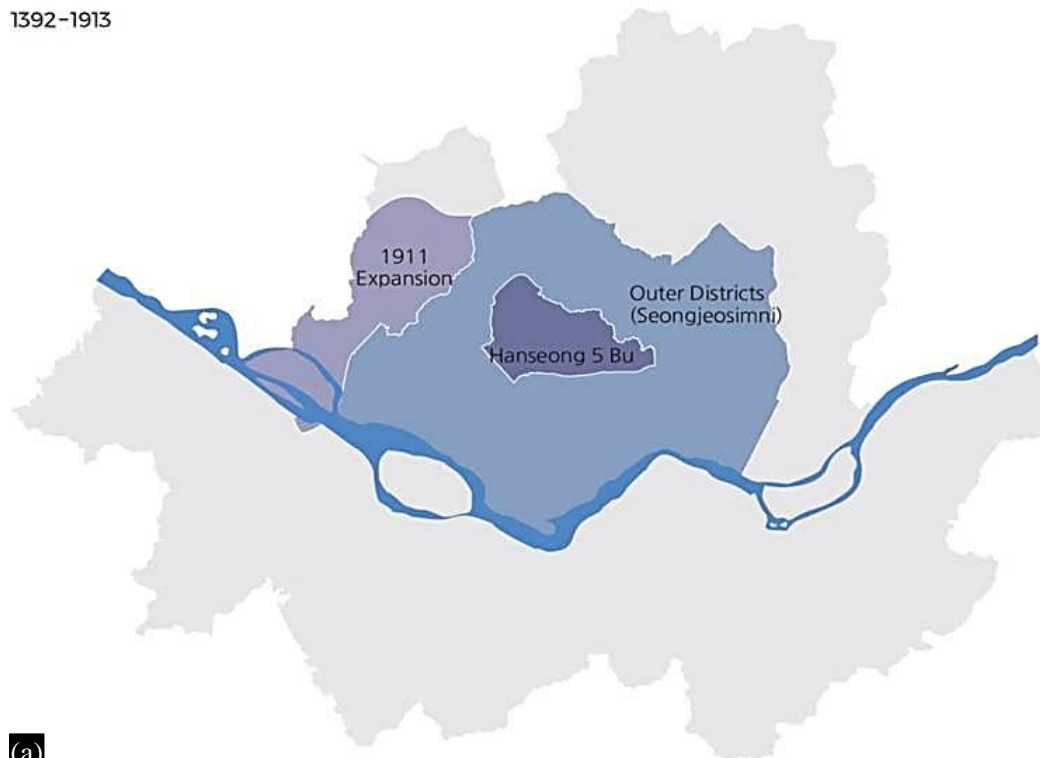 1392-1913
1911
Expansion
Outer Districts
(Seongjeosimni)
Hanseong 5 Bu
(a)